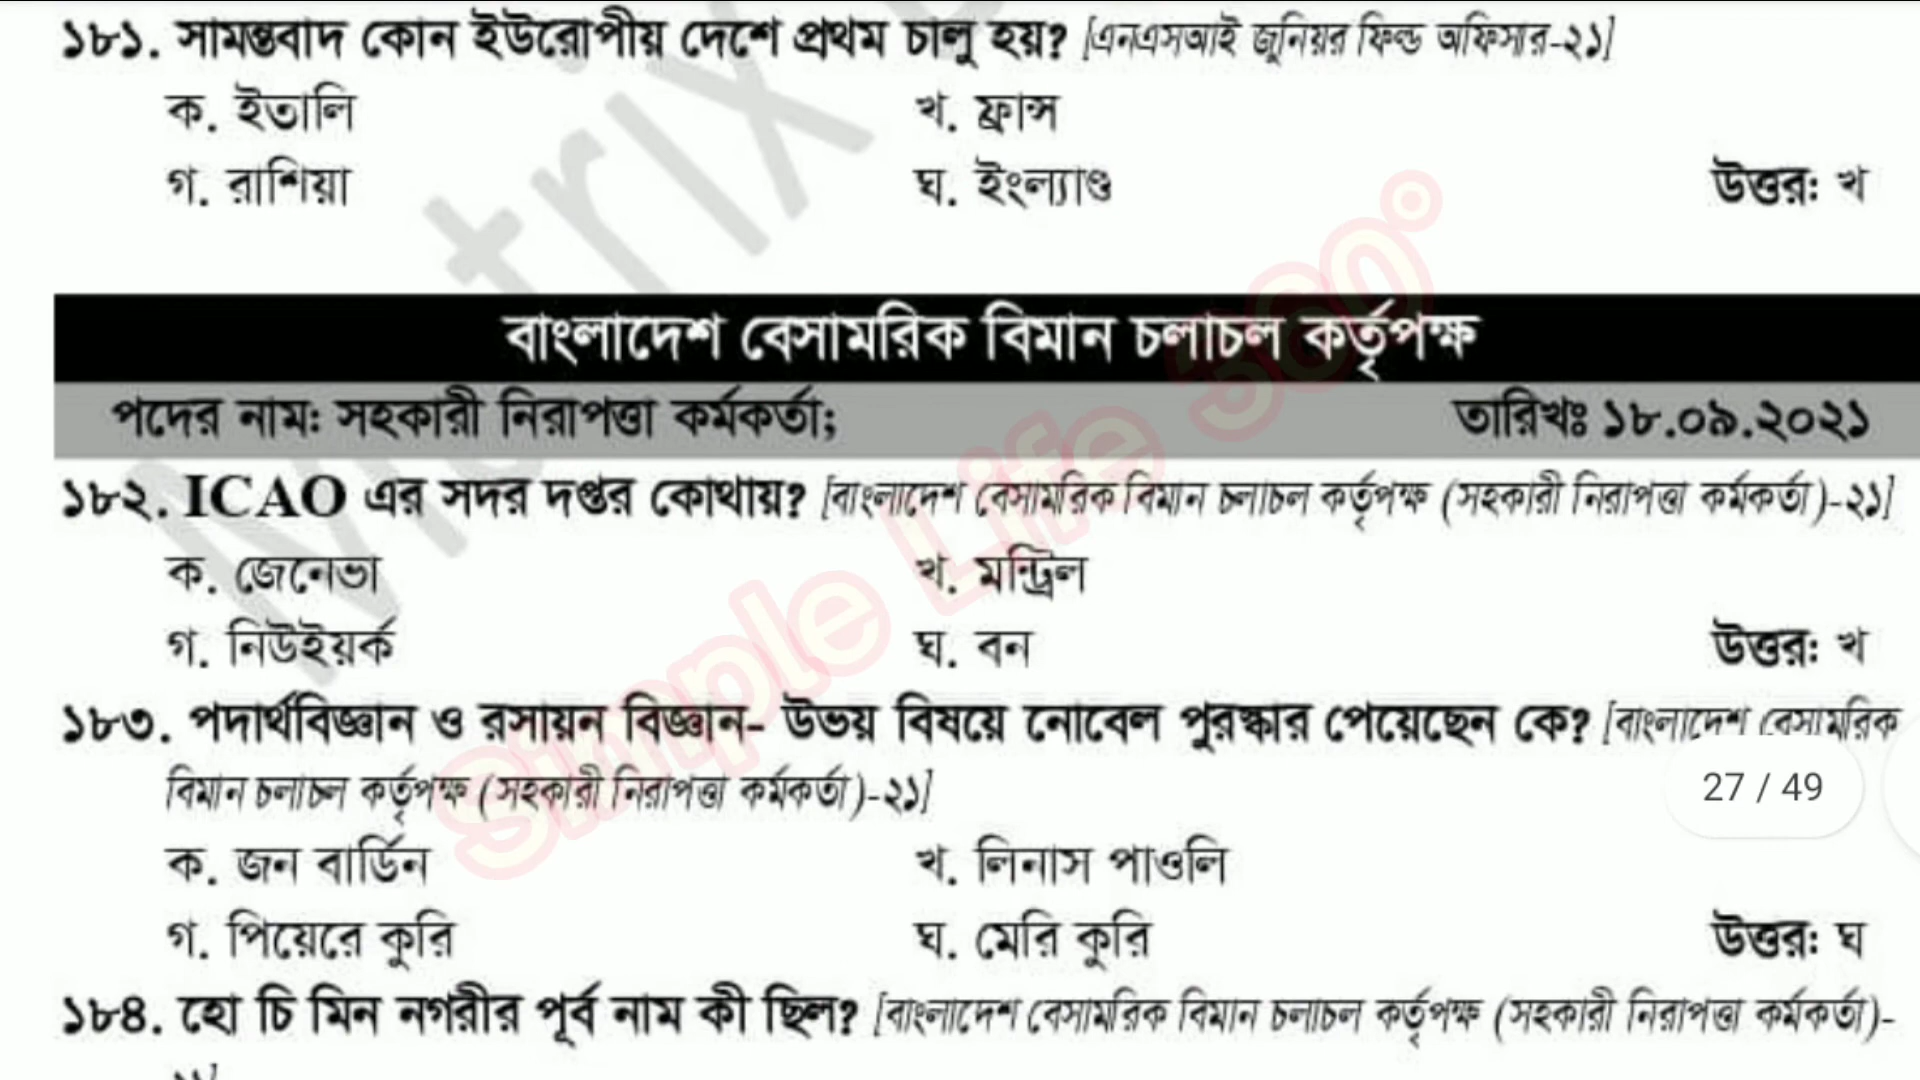 ১৮১. সামন্তবাদ কোন ইউরোপীয় দেশে প্রথম চালু হয়? [এনএসআই জুনিয়র ফিল্ড অফিসার-২১]
ক. ইতালি খ. ফ্রান্স
গ. রাশিয়া ঘ. ইংল্যাণ্ড উত্তর: খ
বাংলাদেশ বেসামরিক বিমান চলাচল কর্তৃপক্ষ
পদের নাম: সহকারী নিরাপত্তা কর্মকর্তা; তারিখঃ ১৮.০৯.২০২১
১৮২. ICAO এর সদর দপ্তর কোথায়? [বাংলাদেশ বেসামরিক বিমান চলাচল কর্তৃপক্ষ (সহকারী নিরাপত্তা কর্মকর্তা)-২১]
ক. জেনেভা খ. মন্ট্রিল
গ. নিউইয়র্ক ঘ. বন উত্তর: খ
১৮৩. পদার্থবিজ্ঞান ও রসায়ন বিজ্ঞান- উভয় বিষয়ে নোবেল পুরস্কার পেয়েছেন কে? [বাংলাদেশ বেসামরিক
বিমান চলাচল কর্তৃপক্ষ (সহকারী নিরাপত্তা কর্মকর্তা)-২১]
27 / 49
ক. জন বার্ডিন খ. লিনাস পাওলি
গ. পিয়েরে কুরি ঘ. মেরি কুরি উত্তর: ঘ
১৮৪. হো চি মিন নগরীর পূর্ব নাম কী ছিল? [বাংলাদেশ বেসামরিক বিমান চলাচল কর্তৃপক্ষ (সহকারী নিরাপত্তা কর্মকর্তা)-
Simple Life 360°